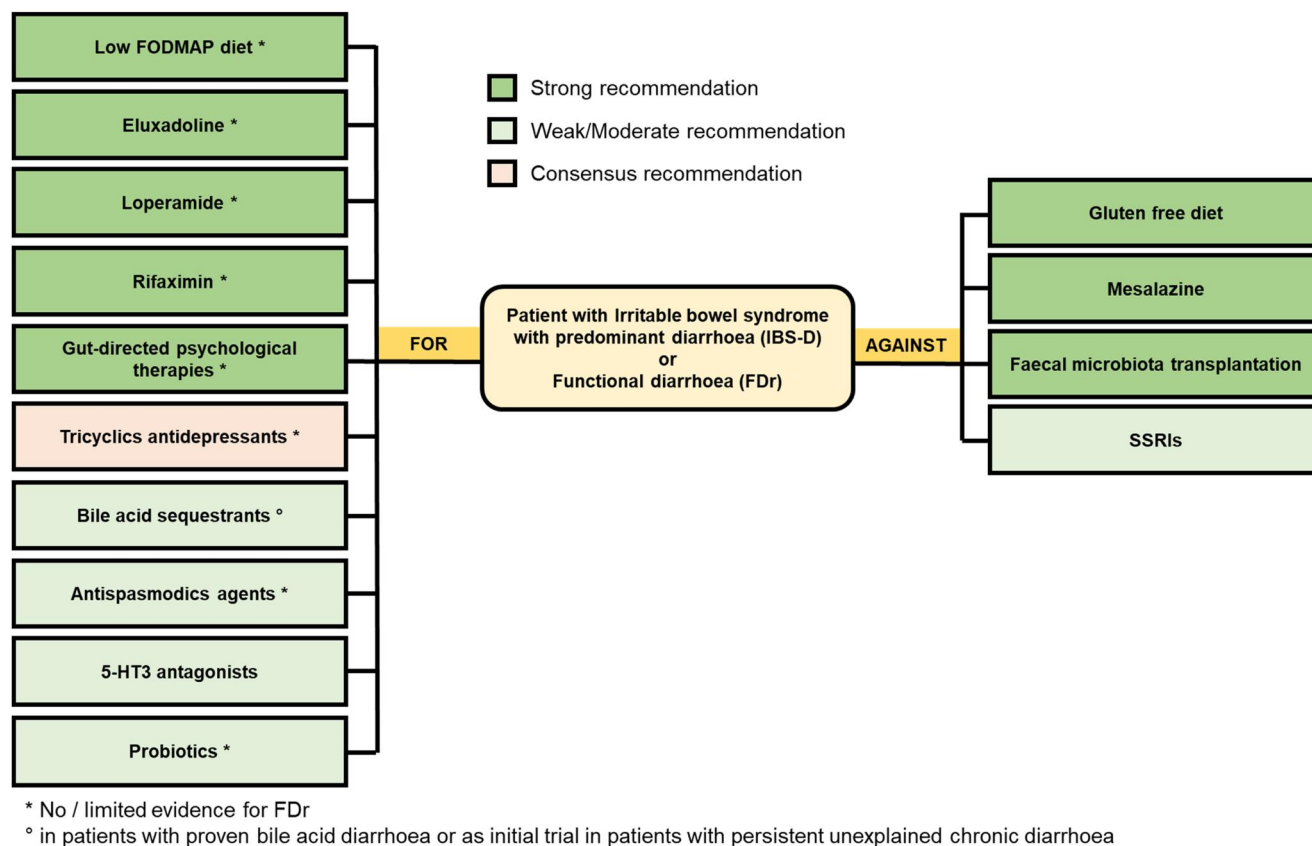 Low FODMAP diet *
Eluxadoline *
Loperamide *
Rifaximin *
Gut-directed psychological
therapies *
Tricyclics antidepressants *
Bile acid sequestrants °
Antispasmodics agents *
5-HT3 antagonists
Probiotics *
Strong recommendation
Weak/Moderate recommendation
Consensus recommendation
FOR
Patient with Irritable bowel syndrome
with predominant diarrhoea (IBS-D)
or
Functional diarrhoea (FDr)
AGAINST
Gluten free diet
Mesalazine
Faecal microbiota transplantation
SSRIs
* No / limited evidence for FDr
° in patients with proven bile acid diarrhoea or as initial trial in patients with persistent unexplained chronic diarrhoea